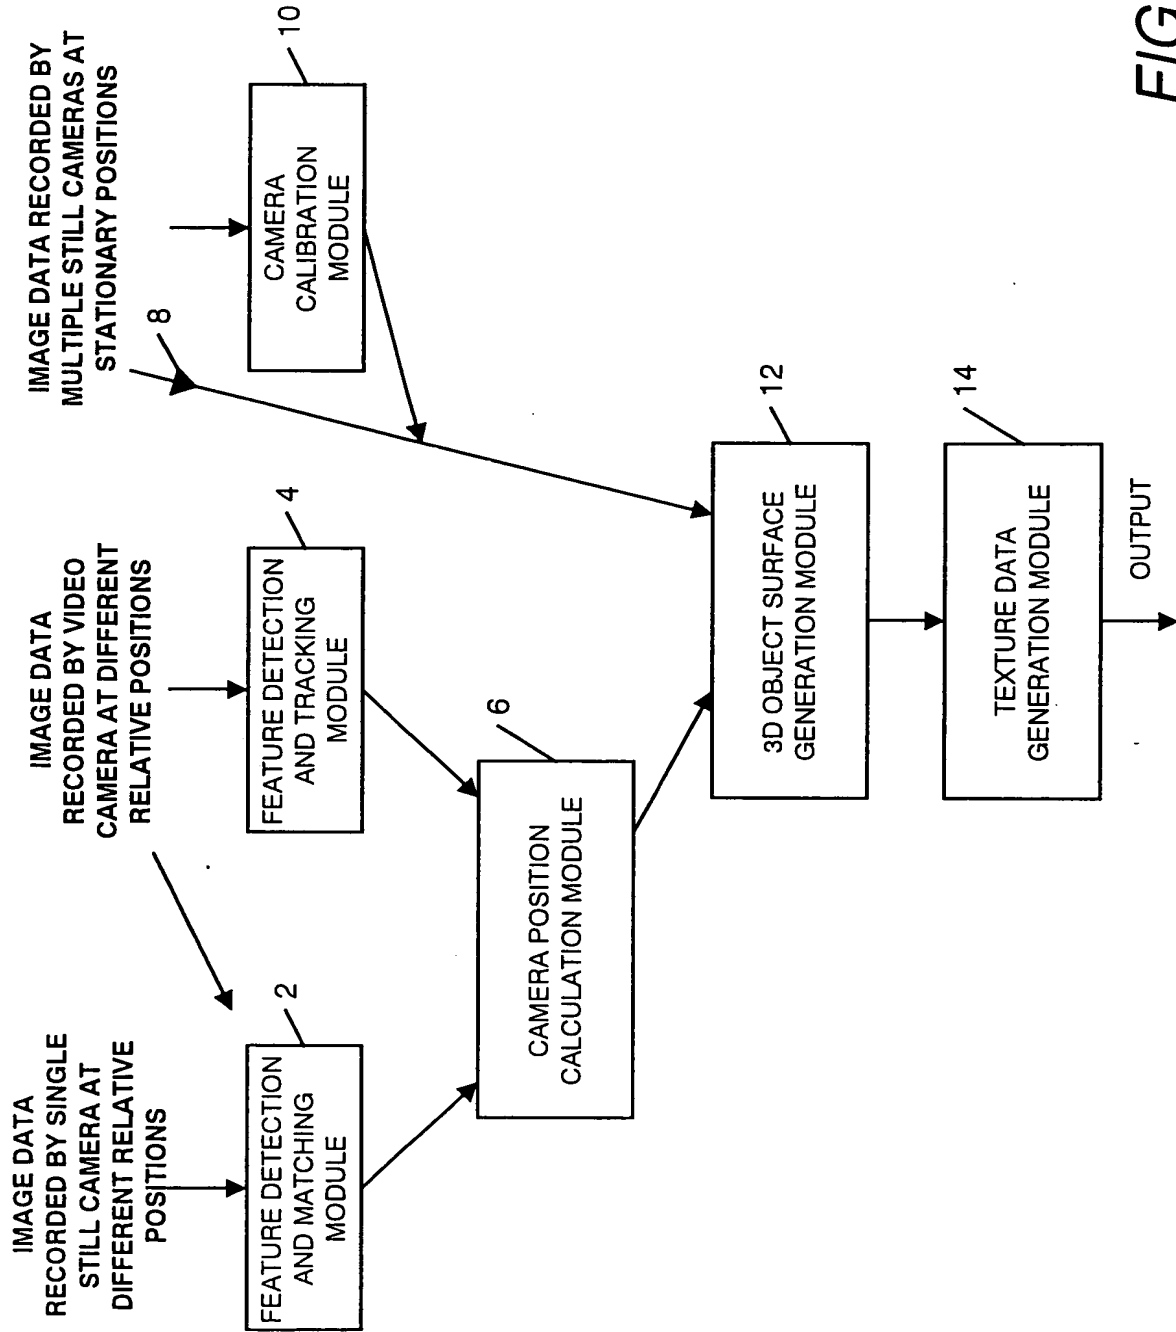 IMAGE DATA
RECORDED BY SINGLE
STILL CAMERA AT
DIFFERENT RELATIVE
POSITIONS
IMAGE DATA
RECORDED BY VIDEO
CAMERA AT DIFFERENT
RELATIVE POSITIONS
IMAGE DATA RECORDED BY
MULTIPLE STILL CAMERAS AT
STATIONARY POSITIONS
8
2
FEATURE DETECTION
AND MATCHING
MODULE
4
FEATURE DETECTION
AND TRACKING
MODULE
10
CAMERA
CALIBRATION
MODULE
6
CAMERA POSITION
CALCULATION MODULE
12
3D OBJECT SURFACE
GENERATION MODULE
14
TEXTURE DATA
GENERATION MODULE
OUTPUT
FIG